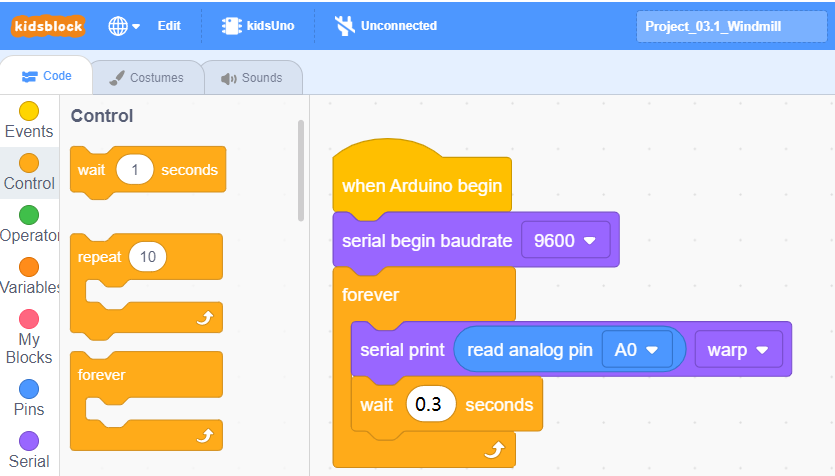 kidsblock Edit kidsUno Unconnected Project_03.1_Windmill
Code Costumes Sounds
Events
Control
Operator
Variables
My
Blocks
Pins
Serial
Control
wait 1 seconds
repeat 10
forever
when Arduino begin
serial begin baudrate 9600
forever
serial print read analog pin A0 warp
wait 0.3 seconds